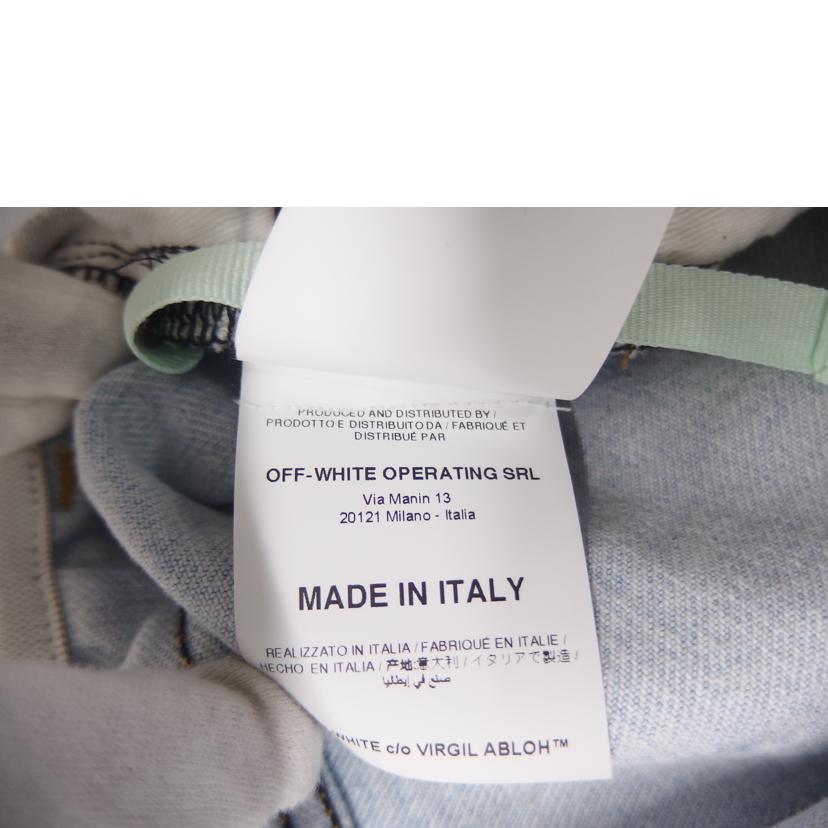 PRODUCED AND DISTRIBUTED BY /
PRODOTTO E DISTRIBUITO DA / FABRIQUÉ ET
DISTRIBUÉ PAR
OFF-WHITE OPERATING SRL
Via Manin 13
20121 Milano - Italia
MADE IN ITALY
REALIZZATO IN ITALIA / FABRIQUÉ EN ITALIE /
HECHO EN ITALIA / 产地:意大利 / イタリアで製造 /
صنع في إيطاليا
WHITE c/o VIRGIL ABLOH™